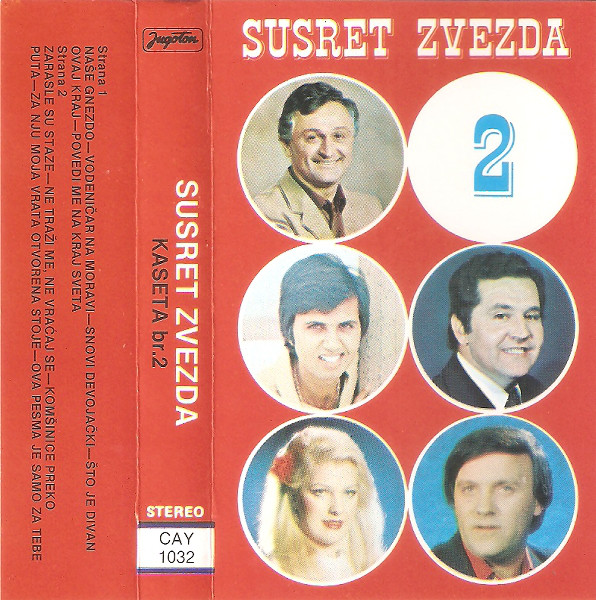 Strana 1
NAŠE GNEZDO—VODENIČAR NA MORAVI—SNOVI DEVOJAČKI—ŠTO JE DIVAN
OVAJ KRAJ—POVEDI ME NA KRAJ SVETA
Strana 2
ZARASLE SU STAZE—NE TRAŽI ME, NE VRAĆAJ SE—KOMŠINICE PREKO
PUTA—ZA NJU MOJA VRATA OTVORENA STOJE—OVA PESMA JE SAMO ZA TEBE
Jugoton
SUSRET ZVEZDA
KASETA br.2
STEREO
CAY
1032
SUSRET ZVEZDA
2